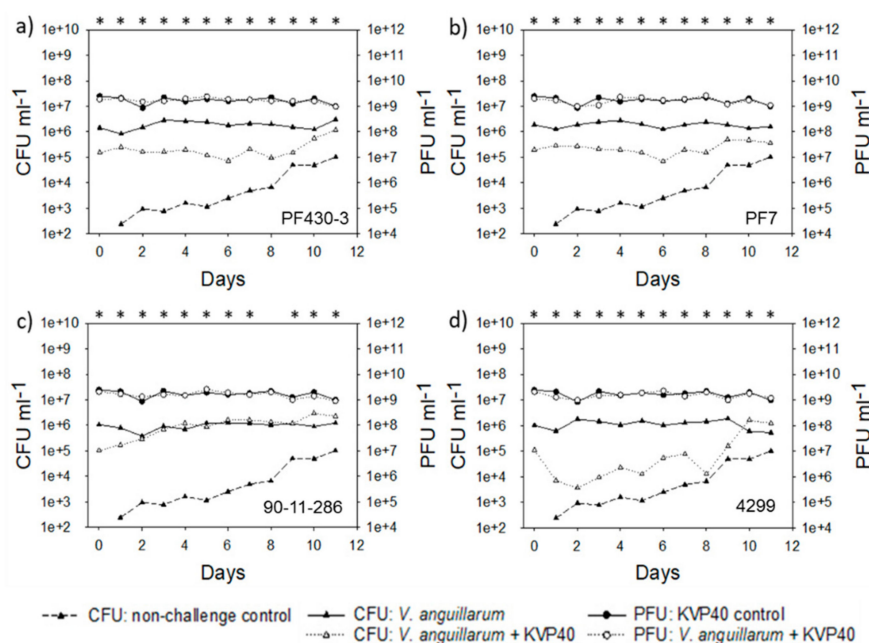 a) * * * * * * * * * * * *
1e+10 1e+12
1e+9 1e+11
1e+8 1e+10
1e+7 1e+9
1e+6 1e+8
1e+5 1e+7
1e+4 1e+6
1e+3 1e+5
1e+2 1e+4
CFU ml-1
PFU ml-1
PF430-3
0 2 4 6 8 10 12
Days
b) * * * * * * * * * * * *
1e+10 1e+12
1e+9 1e+11
1e+8 1e+10
1e+7 1e+9
1e+6 1e+8
1e+5 1e+7
1e+4 1e+6
1e+3 1e+5
1e+2 1e+4
CFU ml-1
PFU ml-1
PF7
0 2 4 6 8 10 12
Days
c) * * * * * * * * * *
1e+10 1e+12
1e+9 1e+11
1e+8 1e+10
1e+7 1e+9
1e+6 1e+8
1e+5 1e+7
1e+4 1e+6
1e+3 1e+5
1e+2 1e+4
CFU ml-1
PFU ml-1
90-11-286
0 2 4 6 8 10 12
Days
d) * * * * * * * * * * * *
1e+10 1e+12
1e+9 1e+11
1e+8 1e+10
1e+7 1e+9
1e+6 1e+8
1e+5 1e+7
1e+4 1e+6
1e+3 1e+5
1e+2 1e+4
CFU ml-1
PFU ml-1
4299
0 2 4 6 8 10 12
Days
CFU: non-challenge control
CFU: V. anguillarum
PFU: KVP40 control
CFU: V. anguillarum + KVP40
PFU: V. anguillarum + KVP40